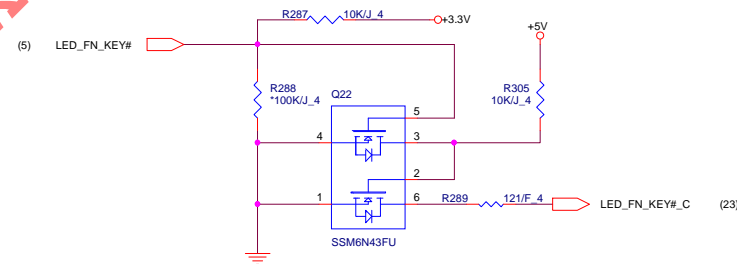 R287 10K/J_4 +3.3V
+5V
(5) LED_FN_KEY#
R288
*100K/J_4
Q22
R305
10K/J_4
5
4 3
2
1 6
R289 121/F_4 LED_FN_KEY#_C (23)
SSM6N43FU